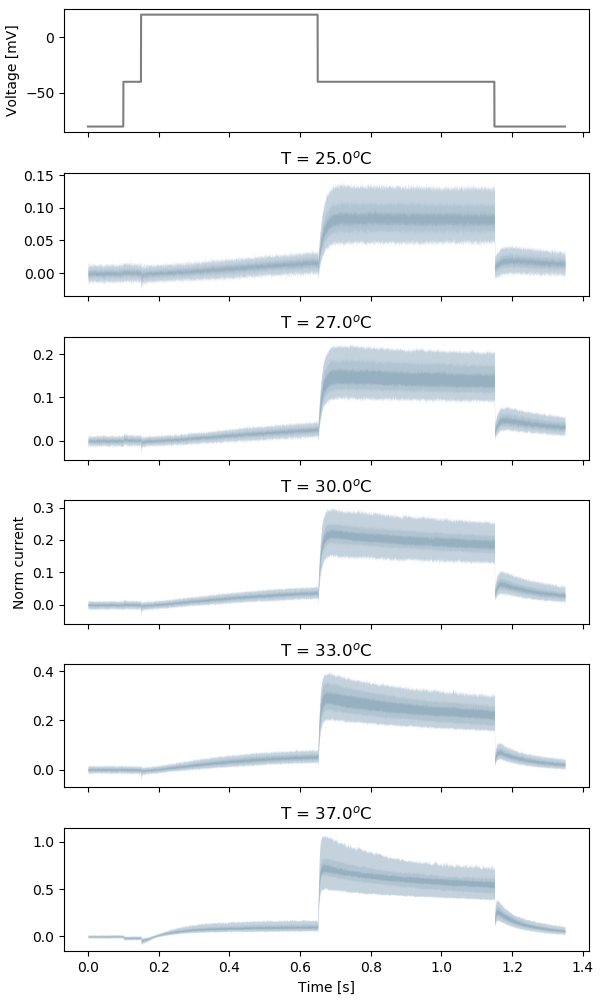 Voltage [mV]
0
−50
T = 25.0°C
0.15
0.10
0.05
0.00
T = 27.0°C
0.2
0.1
0.0
T = 30.0°C
Norm current
0.3
0.2
0.1
0.0
T = 33.0°C
0.4
0.2
0.0
T = 37.0°C
1.0
0.5
0.0
0.0 0.2 0.4 0.6 0.8 1.0 1.2 1.4
Time [s]